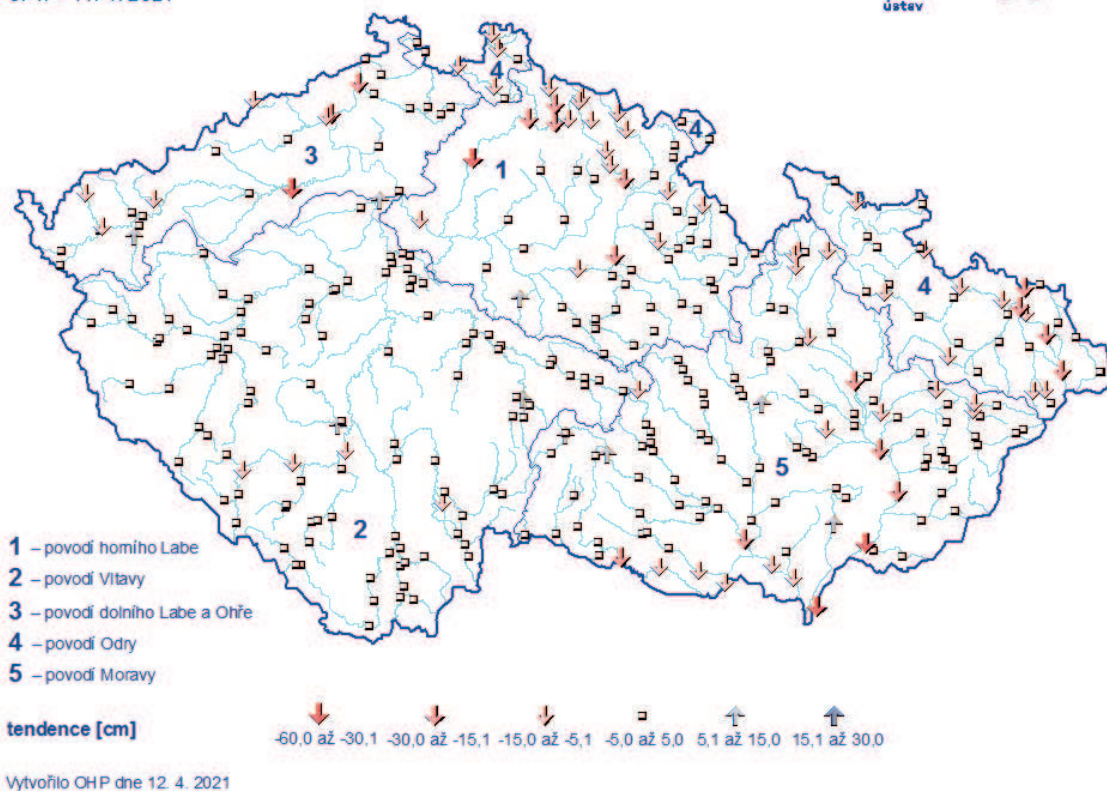 ústav
4
4
3
1
4
5
2
1 – povodí horního Labe
2 – povodí Vltavy
3 – povodí dolního Labe a Ohře
4 – povodí Odry
5 – povodí Moravy
tendence [cm]
-60,0 až -30,1 -30,0 až -15,1 -15,0 až -5,1 -5,0 až 5,0 5,1 až 15,0 15,1 až 30,0
Vytvořilo OHP dne 12. 4. 2021